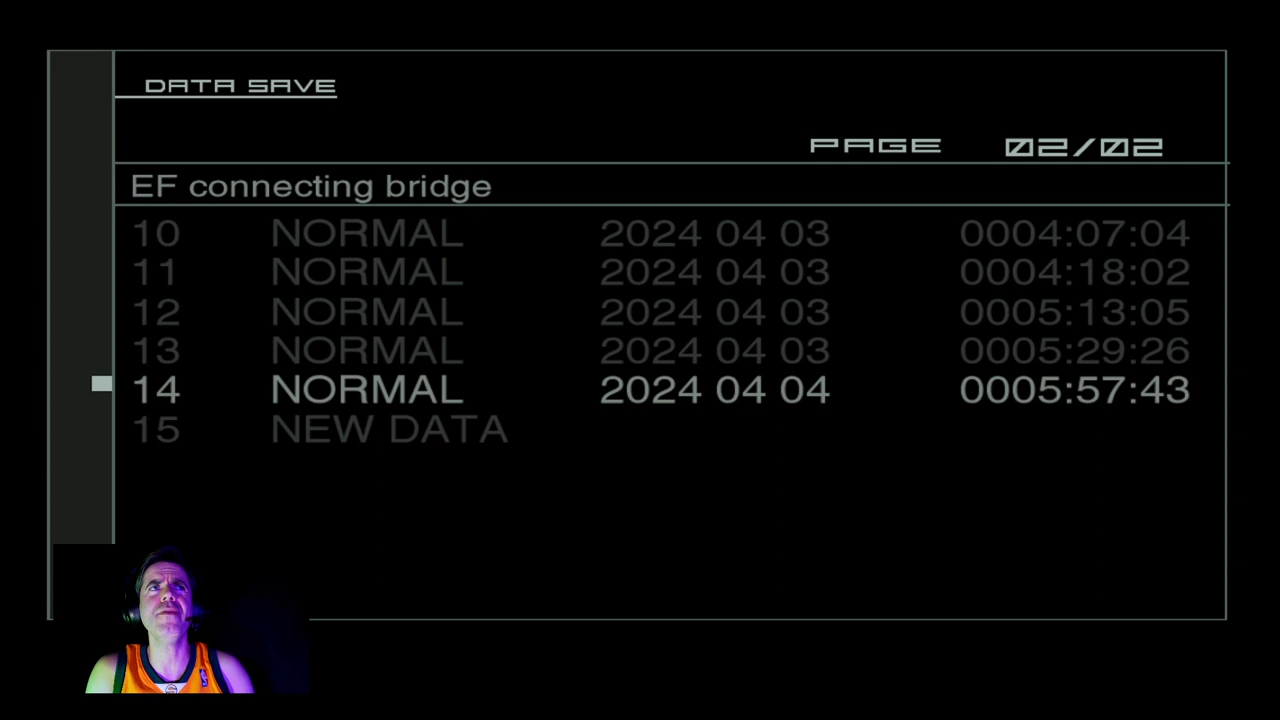 DATA SAVE
PAGE 02/02
EF connecting bridge
10 NORMAL 2024 04 03 0004:07:04
11 NORMAL 2024 04 03 0004:18:02
12 NORMAL 2024 04 03 0005:13:05
13 NORMAL 2024 04 03 0005:29:26
14 NORMAL 2024 04 04 0005:57:43
15 NEW DATA